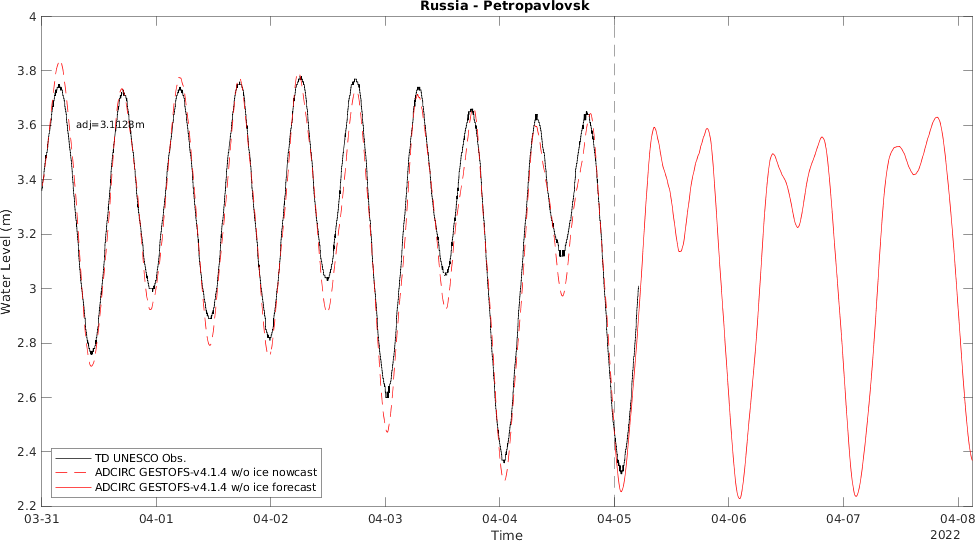 Russia - Petropavlovsk
4
3.8
3.6
3.4
3.2
3
2.8
2.6
2.4
2.2
Water Level (m)
adj=3.1128m
TD UNESCO Obs.
ADCIRC GESTOFS-v4.1.4 w/o ice nowcast
ADCIRC GESTOFS-v4.1.4 w/o ice forecast
03-31 04-01 04-02 04-03 04-04 04-05 04-06 04-07 04-08
Time
2022